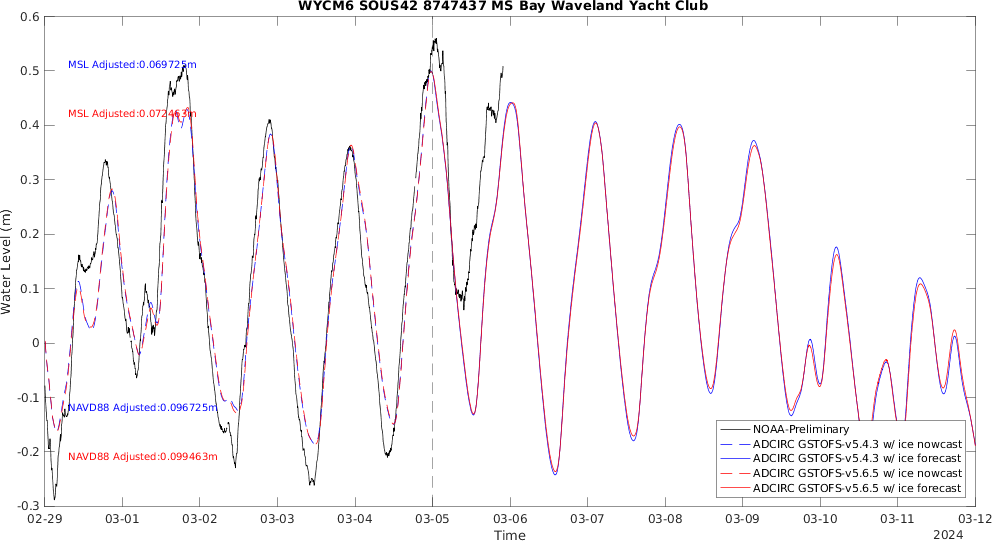 WYCM6 SOUS42 8747437 MS Bay Waveland Yacht Club
0.6
0.5
0.4
0.3
0.2
0.1
0
-0.1
-0.2
-0.3
Water Level (m)
MSL Adjusted:0.069725m
MSL Adjusted:0.072463m
NAVD88 Adjusted:0.096725m
NAVD88 Adjusted:0.099463m
NOAA-Preliminary
ADCIRC GSTOFS-v5.4.3 w/ ice nowcast
ADCIRC GSTOFS-v5.4.3 w/ ice forecast
ADCIRC GSTOFS-v5.6.5 w/ ice nowcast
ADCIRC GSTOFS-v5.6.5 w/ ice forecast
02-29 03-01 03-02 03-03 03-04 03-05 03-06 03-07 03-08 03-09 03-10 03-11 03-12
Time
2024